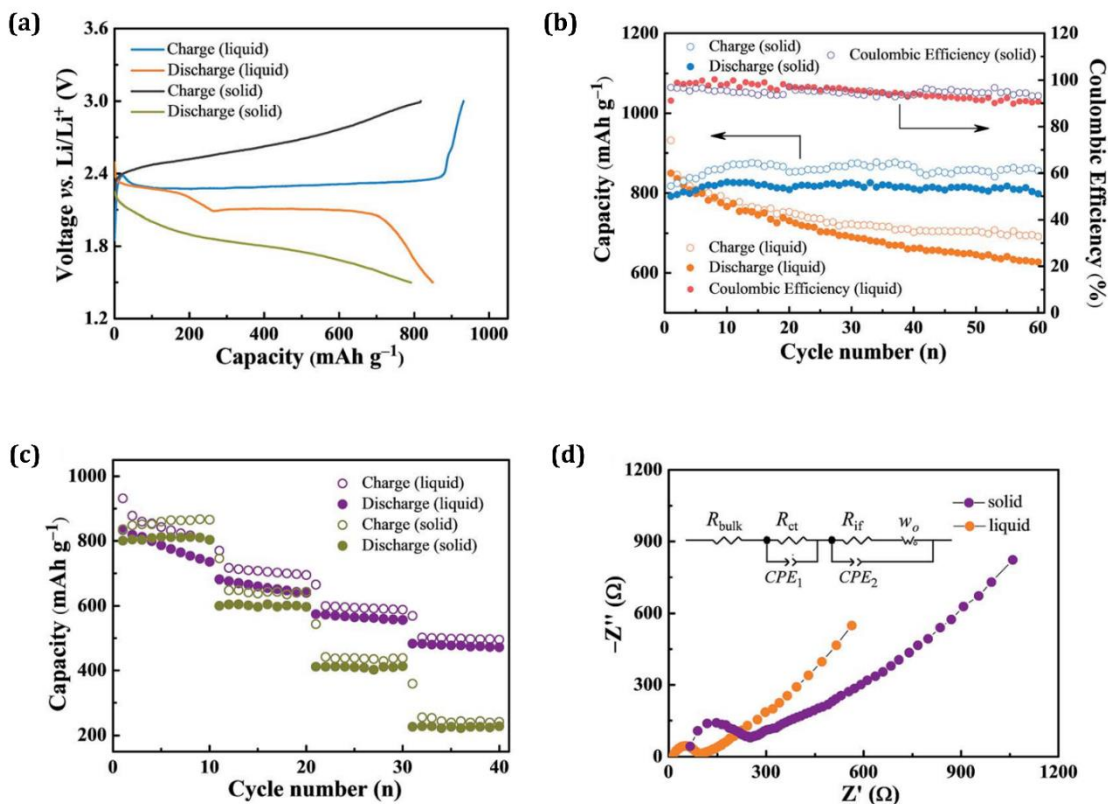 (a)
3.6
3.0
2.4
1.8
1.2
Voltage vs. Li/Li⁺ (V)
Charge (liquid)
Discharge (liquid)
Charge (solid)
Discharge (solid)
0 200 400 600 800 1000
Capacity (mAh g⁻¹)
(b)
1200
1000
800
600
Capacity (mAh g⁻¹)
Charge (solid)
Discharge (solid)
Coulombic Efficiency (solid)
Charge (liquid)
Discharge (liquid)
Coulombic Efficiency (liquid)
120
100
80
60
40
20
0
Coulombic Efficiency (%)
0 10 20 30 40 50 60
Cycle number (n)
(c)
1000
800
600
400
200
Capacity (mAh g⁻¹)
Charge (liquid)
Discharge (liquid)
Charge (solid)
Discharge (solid)
0 10 20 30 40
Cycle number (n)
(d)
1200
900
600
300
0
−Z'' (Ω)
solid
liquid
Rbulk Rct Rif wo
CPE1 CPE2
0 300 600 900 1200
Z' (Ω)